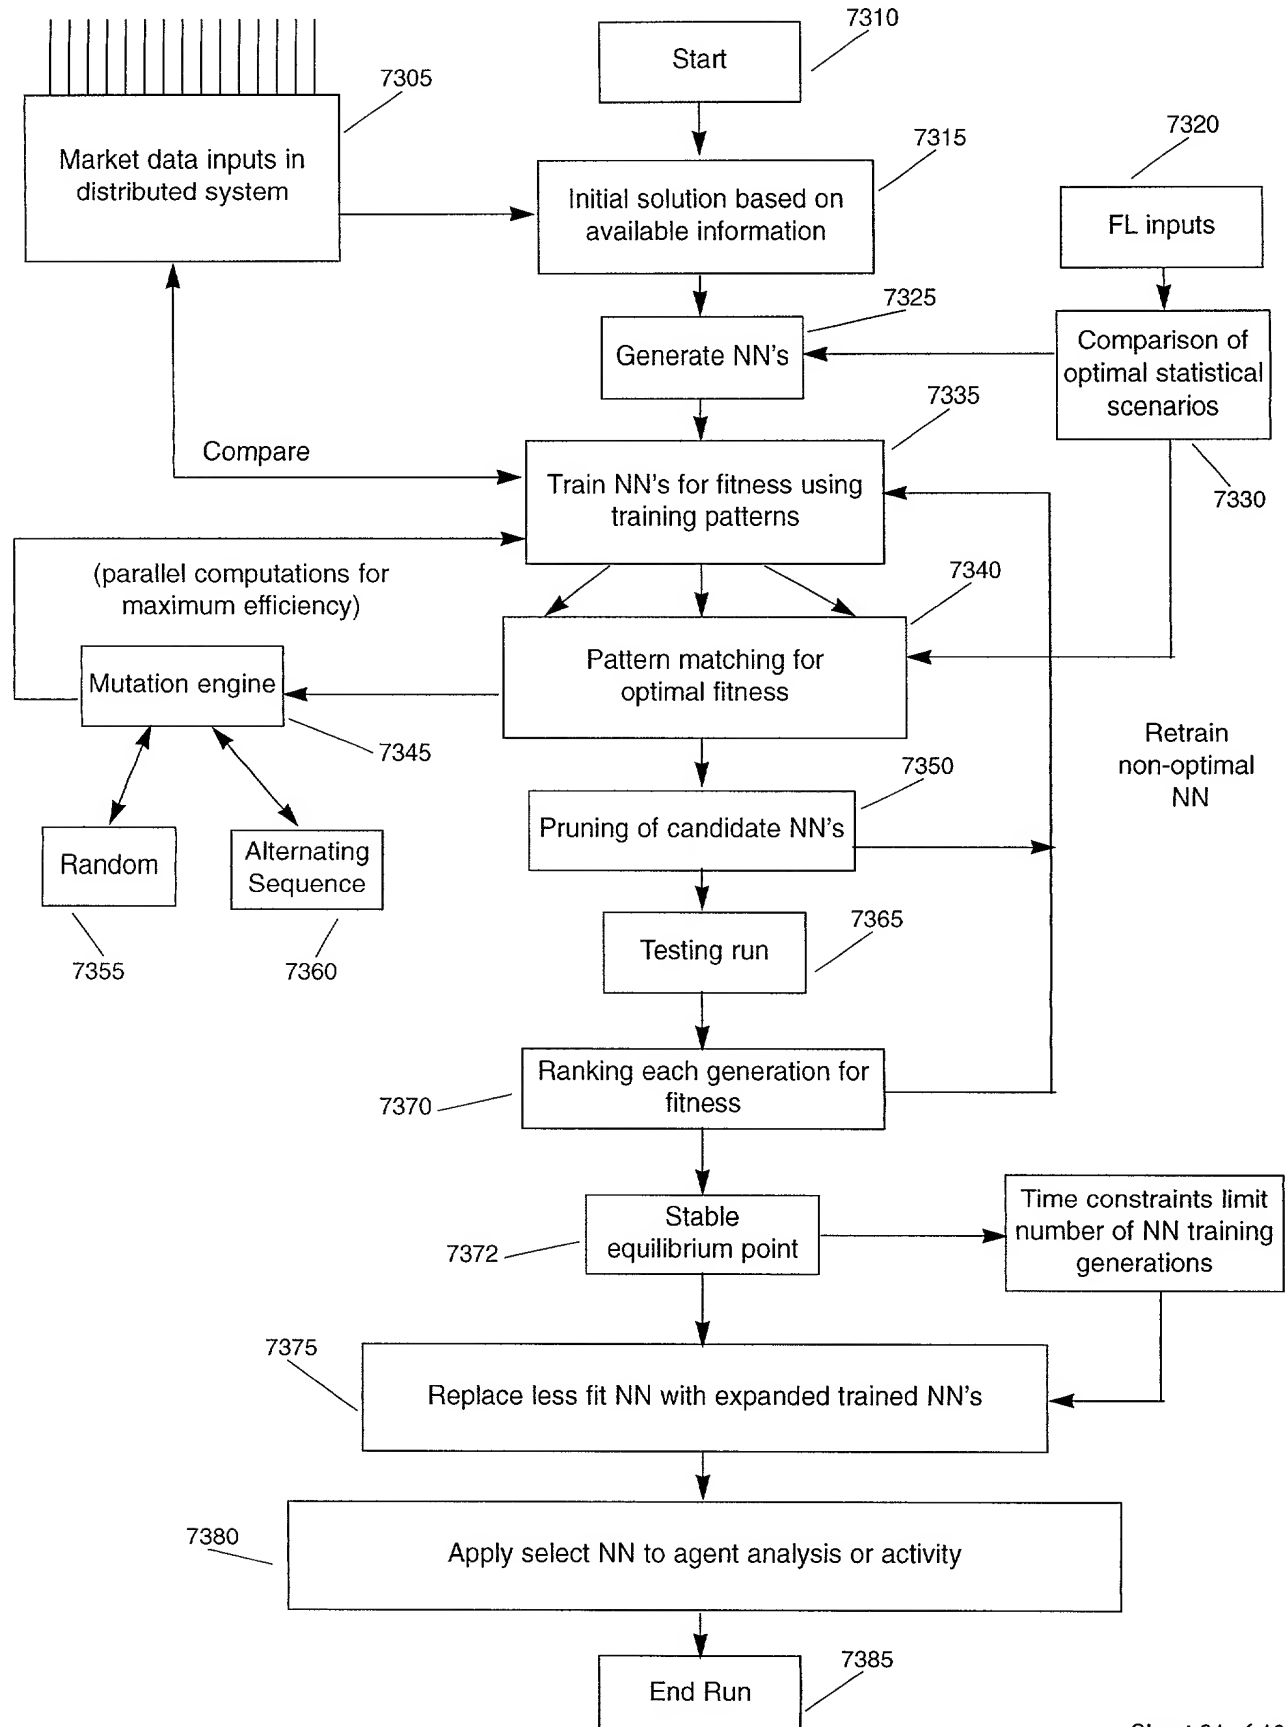 7310
Start
7305
Market data inputs in
distributed system
7315
7320
Initial solution based on
available information
FL inputs
7325
Generate NN's
Comparison of
optimal statistical
scenarios
7335
7330
Compare
Train NN's for fitness using
training patterns
(parallel computations for
maximum efficiency)
7340
Pattern matching for
optimal fitness
Mutation engine
7345
Retrain
non-optimal
NN
7350
Pruning of candidate NN's
Random
Alternating
Sequence
7355
7360
7365
Testing run
Ranking each generation for
fitness
7370
Stable
equilibrium point
7372
Time constraints limit
number of NN training
generations
7375
Replace less fit NN with expanded trained NN's
7380
Apply select NN to agent analysis or activity
7385
End Run